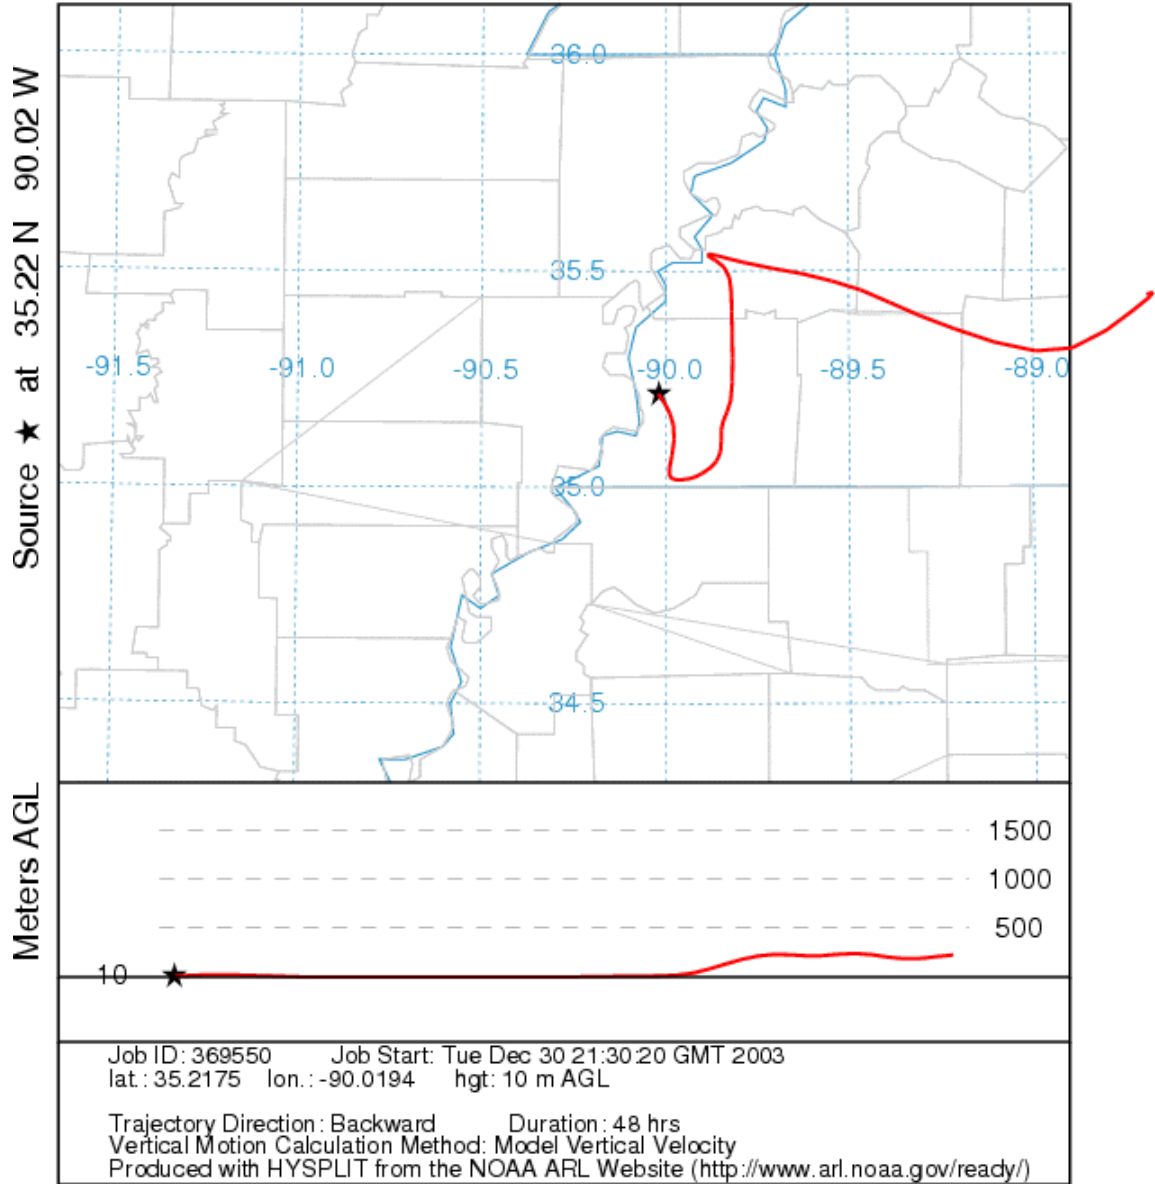 Source ★ at 35.22 N 90.02 W
36.0
35.5
-91.5 -91.0 -90.5 -90.0 -89.5 -89.0
35.0
34.5
Meters AGL
1500
1000
500
10
Job ID: 369550 Job Start: Tue Dec 30 21:30:20 GMT 2003
lat.: 35.2175 lon.: -90.0194 hgt: 10 m AGL
Trajectory Direction: Backward Duration: 48 hrs
Vertical Motion Calculation Method: Model Vertical Velocity
Produced with HYSPLIT from the NOAA ARL Website (http://www.arl.noaa.gov/ready/)